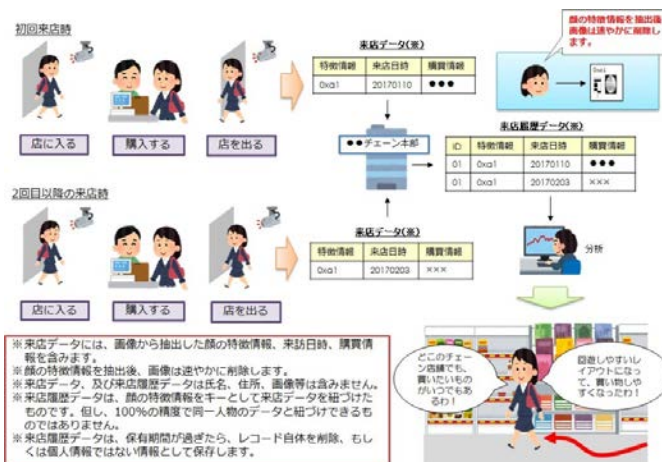 初回来店時
店に入る
購入する
店を出る
来店データ(※)
特徴情報 来店日時 購買情報
0xa1 20170110 ●●●
顔の特徴情報を抽出後
画像は速やかに削除し
ます。
0xa1
●●チェーン本部
来店履歴データ(※)
ID 特徴情報 来店日時 購買情報
01 0xa1 20170110 ●●●
01 0xa1 20170203 ×××
2回目以降の来店時
店に入る
購入する
店を出る
来店データ(※)
特徴情報 来店日時 購買情報
0xa1 20170203 ×××
分析
※来店データには、画像から抽出した顔の特徴情報、来訪日時、購買情
報を含みます。
※顔の特徴情報を抽出後、画像は速やかに削除します。
※来店データ、及び来店履歴データは氏名、住所、画像等は含みません。
※来店履歴データは、顔の特徴情報をキーとして来店データを紐づけた
ものです。但し、100%の精度で同一人物のデータと紐づけできるも
のではありません。
※来店履歴データは、保有期間が過ぎたら、レコード自体を削除、もし
くは個人情報ではない情報として保存します。
どこのチェー
ン店舗でも、
買いたいもの
がいつでもあ
るわ！
回遊しやすいレ
イアウトになっ
て、買い物しや
すくなったわ！